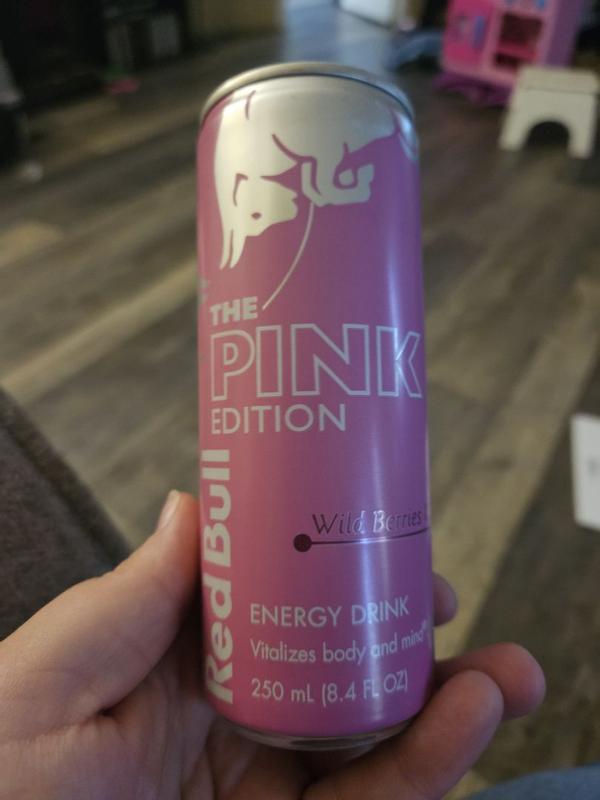 THE
PINK
EDITION
Red Bull
Wild Berries
ENERGY DRINK
Vitalizes body and mind®
250 mL (8.4 FL OZ)